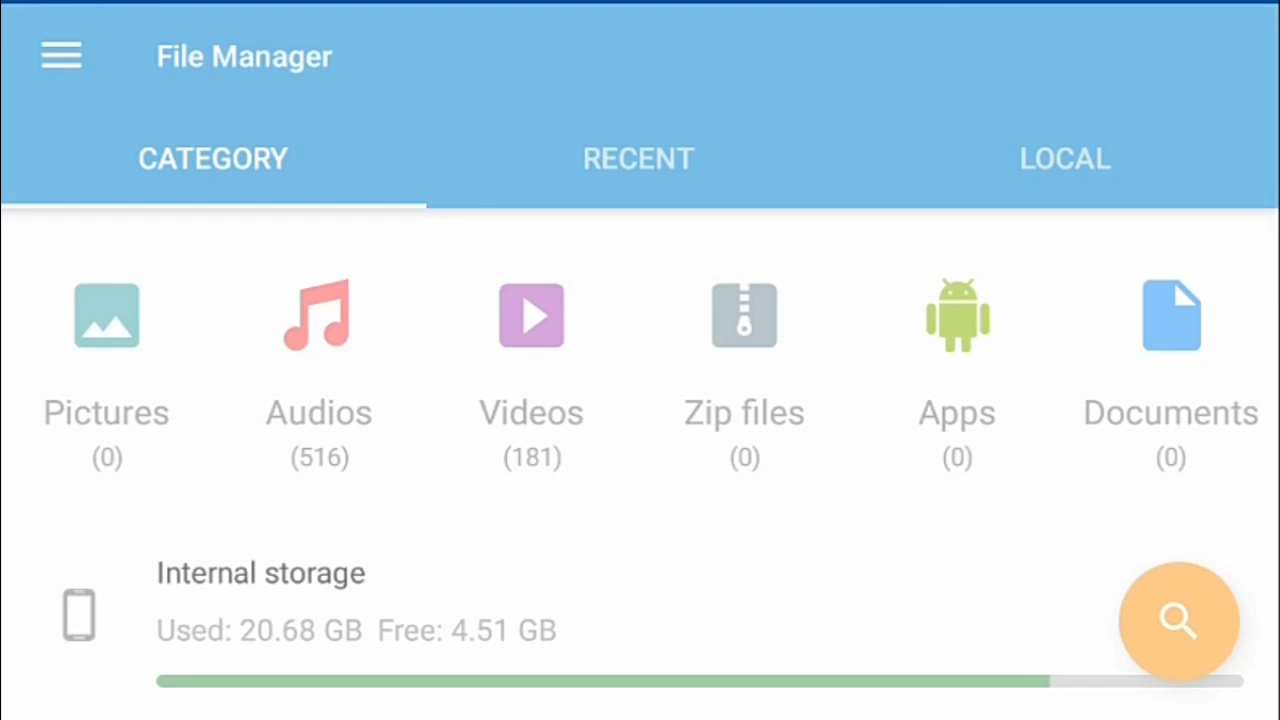 File Manager
CATEGORY RECENT LOCAL
Pictures Audios Videos Zip files Apps Documents
(0) (516) (181) (0) (0) (0)
Internal storage
Used: 20.68 GB Free: 4.51 GB